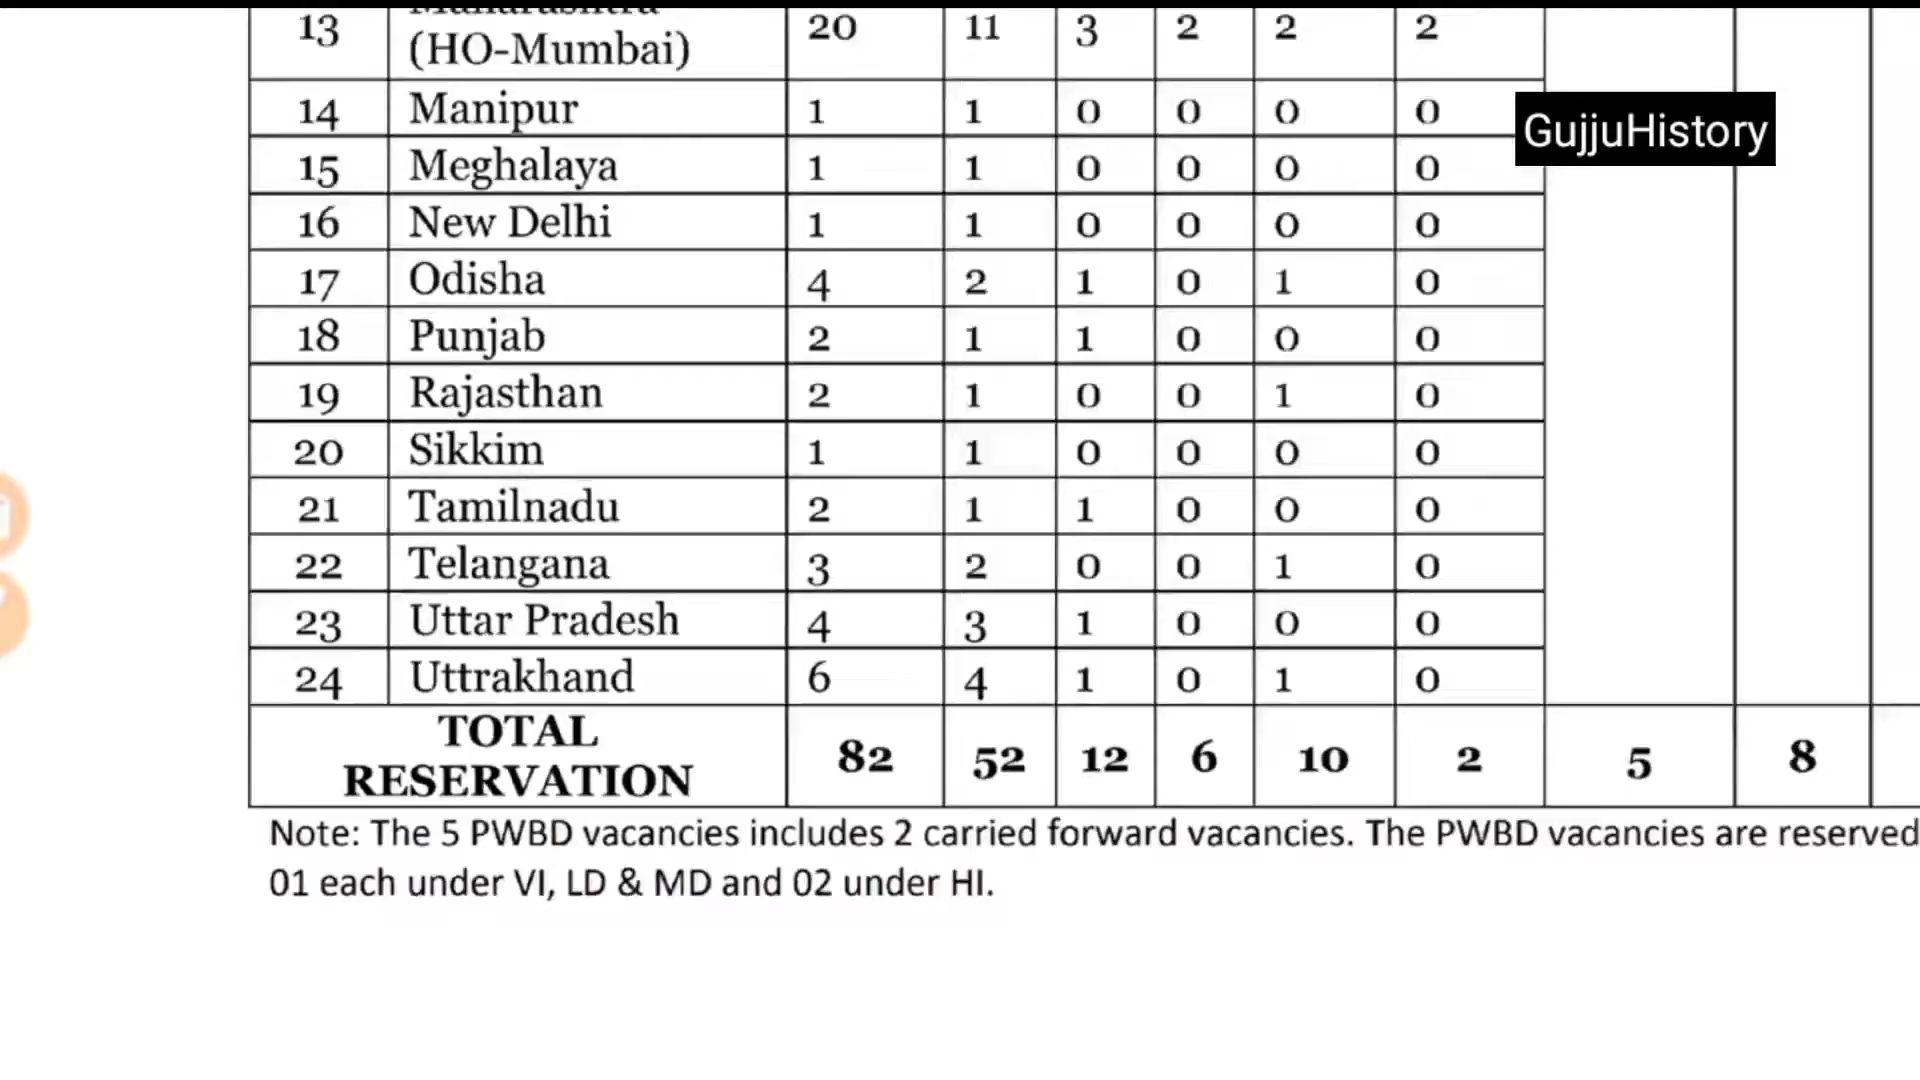 13 Maharashtra 20 11 3 2 2 2
(HO-Mumbai)
14 Manipur 1 1 0 0 0 0
GujjuHistory
15 Meghalaya 1 1 0 0 0 0
16 New Delhi 1 1 0 0 0 0
17 Odisha 4 2 1 0 1 0
18 Punjab 2 1 1 0 0 0
19 Rajasthan 2 1 0 0 1 0
20 Sikkim 1 1 0 0 0 0
21 Tamilnadu 2 1 1 0 0 0
22 Telangana 3 2 0 0 1 0
23 Uttar Pradesh 4 3 1 0 0 0
24 Uttrakhand 6 4 1 0 1 0
TOTAL
RESERVATION 82 52 12 6 10 2 5 8
Note: The 5 PWBD vacancies includes 2 carried forward vacancies. The PWBD vacancies are reserved
01 each under VI, LD & MD and 02 under HI.